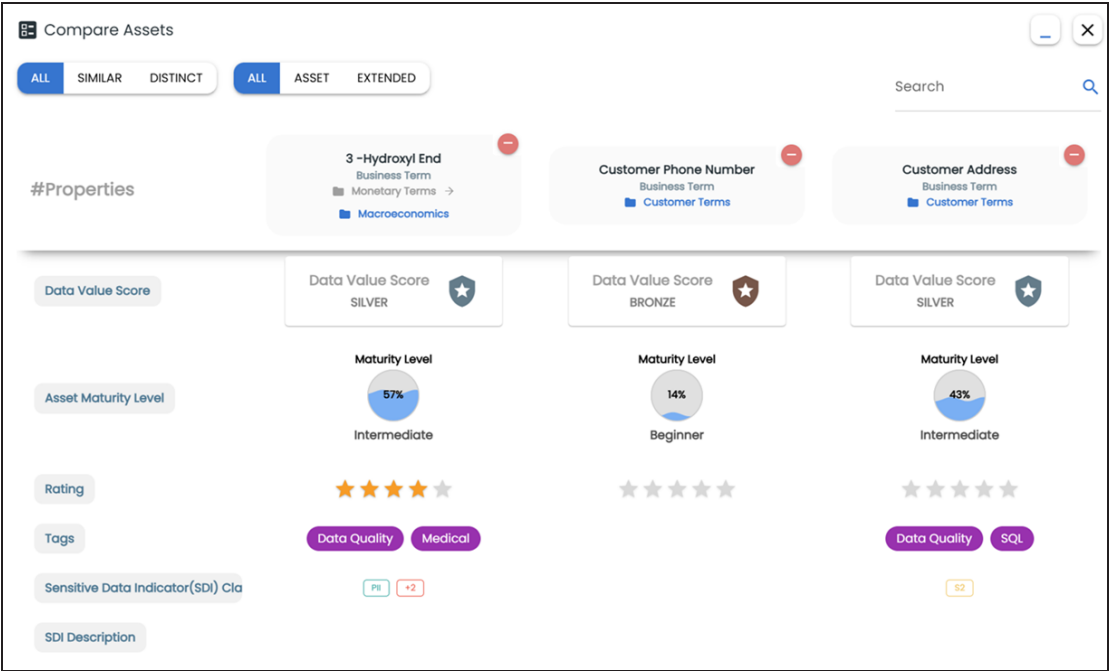 Compare Assets
ALL SIMILAR DISTINCT ALL ASSET EXTENDED
Search
#Properties
3 -Hydroxyl End
Business Term
Monetary Terms →
Macroeconomics
Customer Phone Number
Business Term
Customer Terms
Customer Address
Business Term
Customer Terms
Data Value Score
Data Value Score
SILVER
Data Value Score
BRONZE
Data Value Score
SILVER
Asset Maturity Level
Maturity Level
57%
Intermediate
Maturity Level
14%
Beginner
Maturity Level
43%
Intermediate
Rating
Tags
Data Quality Medical
Data Quality SQL
Sensitive Data Indicator(SDI) Cla
PII +2
S2
SDI Description